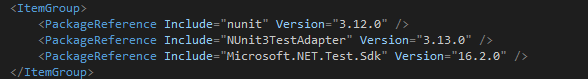 <ItemGroup>
<PackageReference Include="nunit" Version="3.12.0" />
<PackageReference Include="NUnit3TestAdapter" Version="3.13.0" />
<PackageReference Include="Microsoft.NET.Test.Sdk" Version="16.2.0" />
</ItemGroup>